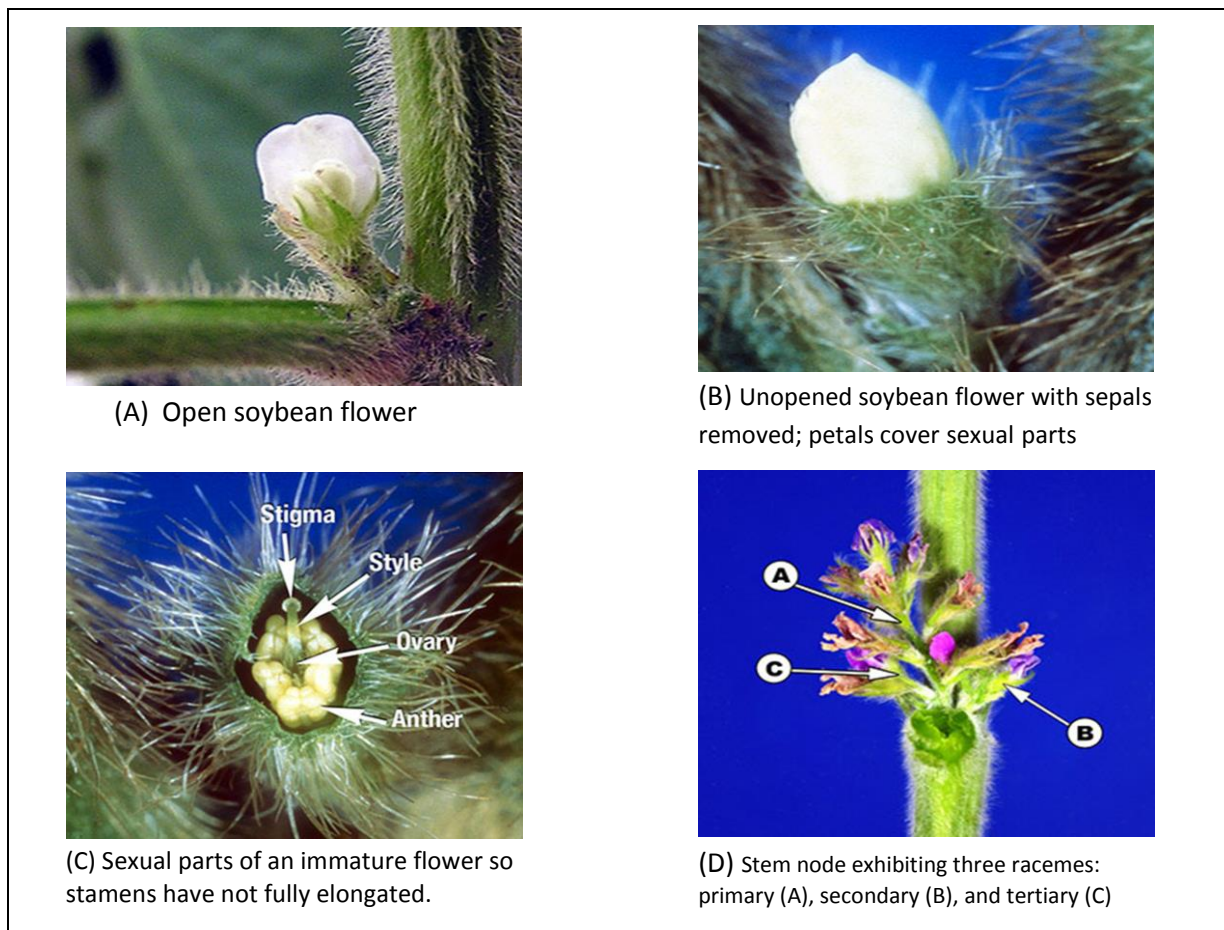 (A) Open soybean flower
(B) Unopened soybean flower with sepals
removed; petals cover sexual parts
Stigma
Style
Ovary
Anther
(C) Sexual parts of an immature flower so
stamens have not fully elongated.
A
C
B
(D) Stem node exhibiting three racemes:
primary (A), secondary (B), and tertiary (C)